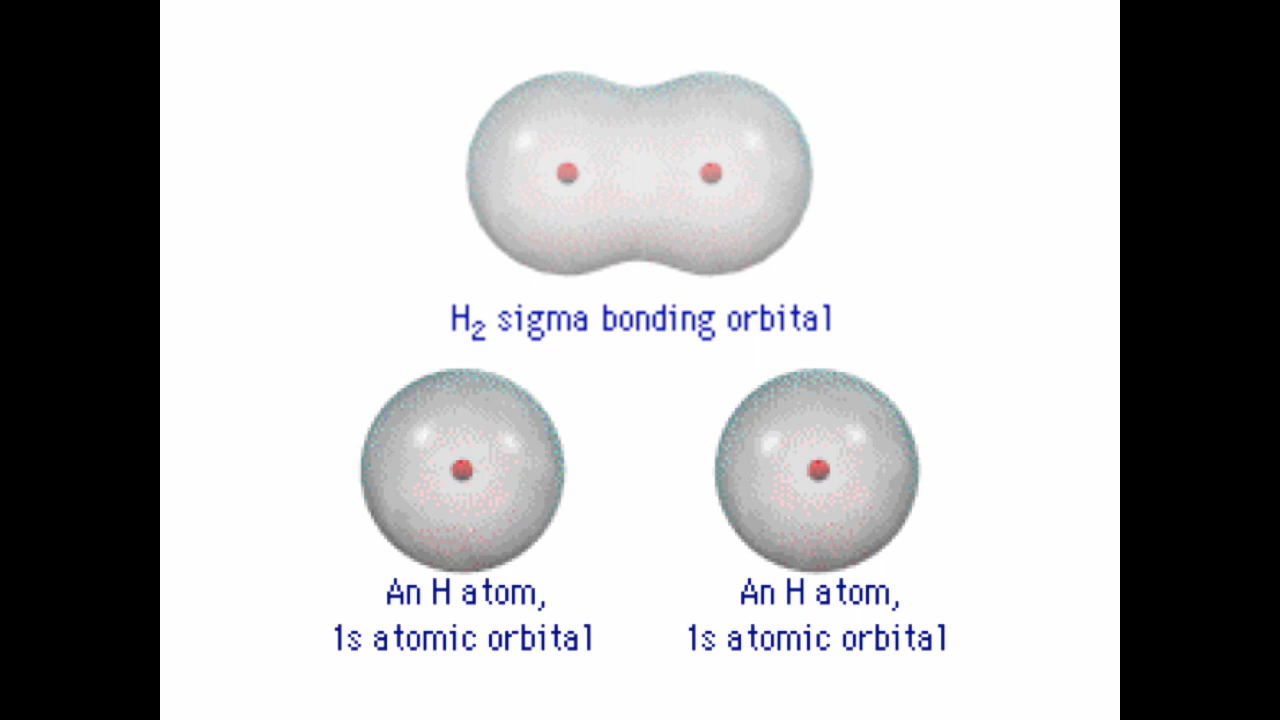 H₂ sigma bonding orbital
An H atom,
1s atomic orbital
An H atom,
1s atomic orbital